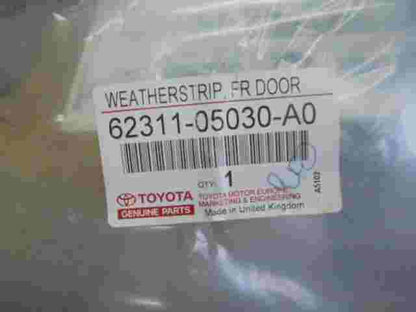 WEATHERSTRIP, FR DOOR
62311-05030-A0
QTY. 1
TOYOTA
GENUINE PARTS
TOYOTA MOTOR EUROPE
MARKETING & ENGINEERING
Made in United Kingdom
A5102